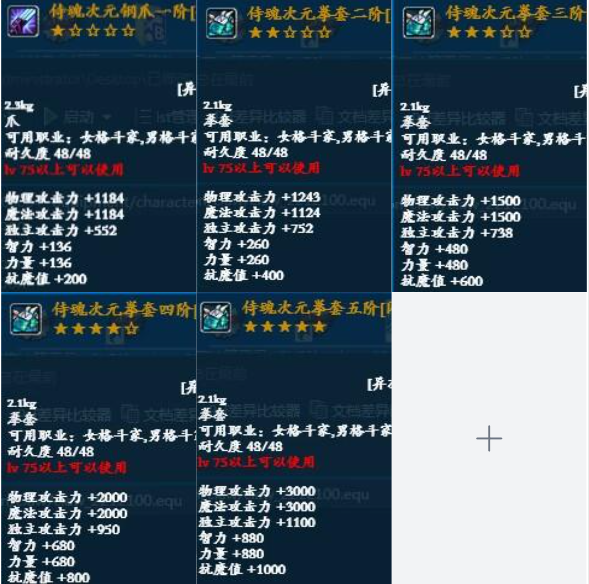 侍魂次元钢爪一阶[
★☆☆☆☆
[异
2.3kg
爪
可用职业：女格斗家,男格斗
耐久度 48/48
lv 75以上可以使用
物理攻击力 +1184
魔法攻击力 +1184
独立攻击力 +552
智力 +136
力量 +136
抗魔值 +200
侍魂次元拳套二阶[
★★☆☆☆
[异
2.1kg
拳套
可用职业：女格斗家,男格斗
耐久度 48/48
lv 75以上可以使用
物理攻击力 +1243
魔法攻击力 +1124
独立攻击力 +752
智力 +260
力量 +260
抗魔值 +400
侍魂次元拳套三阶
★★★☆☆
[异
2.1kg
拳套
可用职业：女格斗家,男格斗
耐久度 48/48
lv 75以上可以使用
物理攻击力 +1500
魔法攻击力 +1500
独立攻击力 +738
智力 +480
力量 +480
抗魔值 +600
侍魂次元拳套四阶
★★★★☆
[异
2.1kg
拳套
可用职业：女格斗家,男格斗
耐久度 48/48
lv 75以上可以使用
物理攻击力 +2000
魔法攻击力 +2000
独立攻击力 +950
智力 +680
力量 +680
抗魔值 +800
侍魂次元拳套五阶[
★★★★★
[异
2.1kg
拳套
可用职业：女格斗家,男格斗
耐久度 48/48
lv 75以上可以使用
物理攻击力 +3000
魔法攻击力 +3000
独立攻击力 +1100
智力 +880
力量 +880
抗魔值 +1000